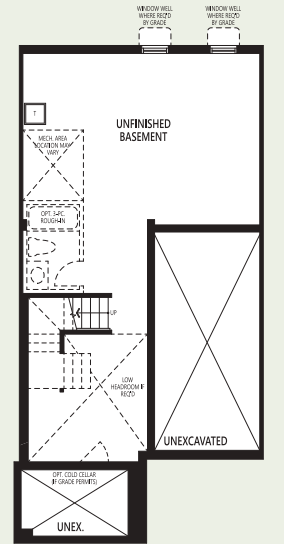 WINDOW WELL
WHERE REQ'D
BY GRADE
WINDOW WELL
WHERE REQ'D
BY GRADE
UNFINISHED
BASEMENT
T
MECH. AREA
LOCATION MAY
VARY
OPT. 3-PC.
ROUGH-IN
UP
LOW
HEADROOM IF
REQ'D
UNEXCAVATED
OPT. COLD CELLAR
(IF GRADE PERMITS)
UNEX.